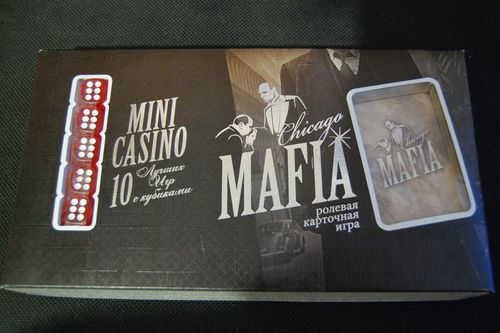 MINI
CASINO
10 Лучших
Игр
с кубиками
Chicago
MAFIA
ролевая
карточная
игра
Chicago
MAFIA